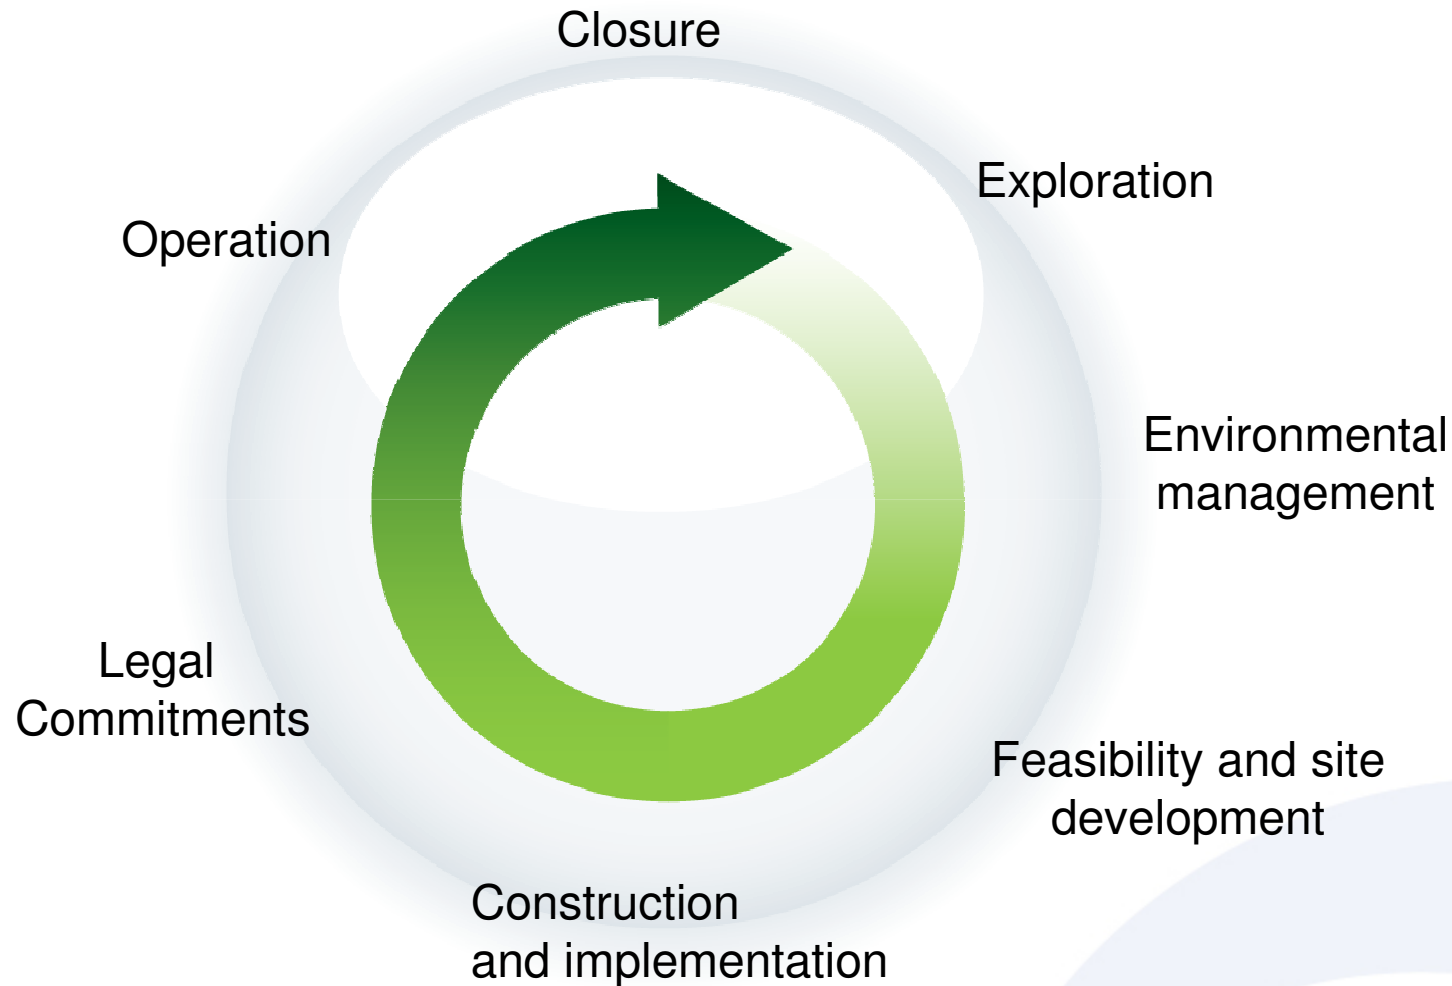 Closure
Exploration
Operation
Environmental
management
Legal
Commitments
Feasibility and site
development
Construction
and implementation